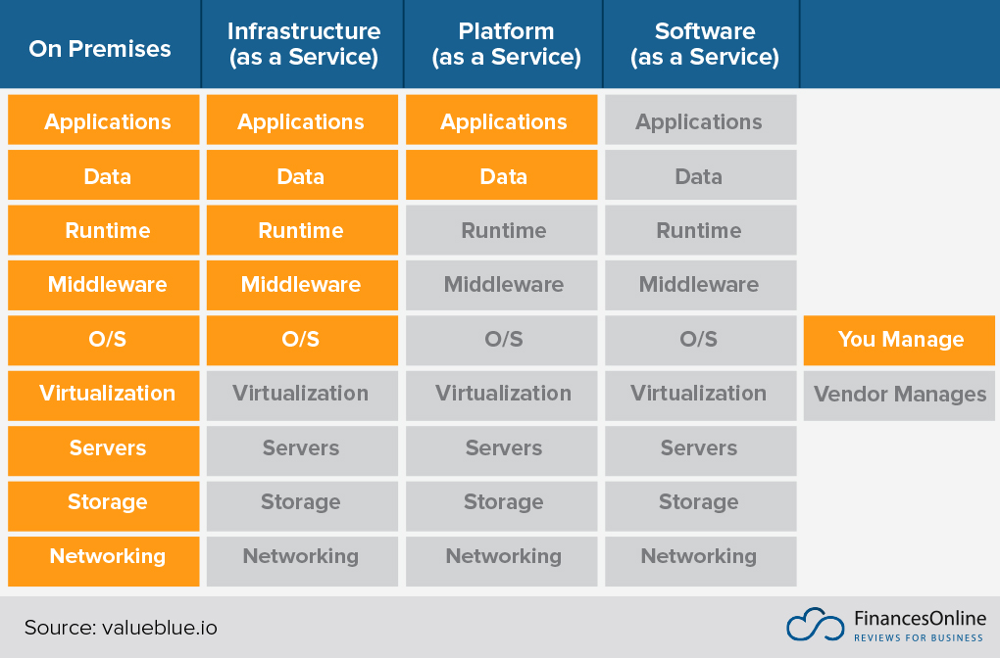 On Premises
Infrastructure
(as a Service)
Platform
(as a Service)
Software
(as a Service)
Applications
Applications
Applications
Applications
Data
Data
Data
Data
Runtime
Runtime
Runtime
Runtime
Middleware
Middleware
Middleware
Middleware
O/S
O/S
O/S
O/S
You Manage
Virtualization
Virtualization
Virtualization
Virtualization
Vendor Manages
Servers
Servers
Servers
Servers
Storage
Storage
Storage
Storage
Networking
Networking
Networking
Networking
Source: valueblue.io
FinancesOnline
REVIEWS FOR BUSINESS